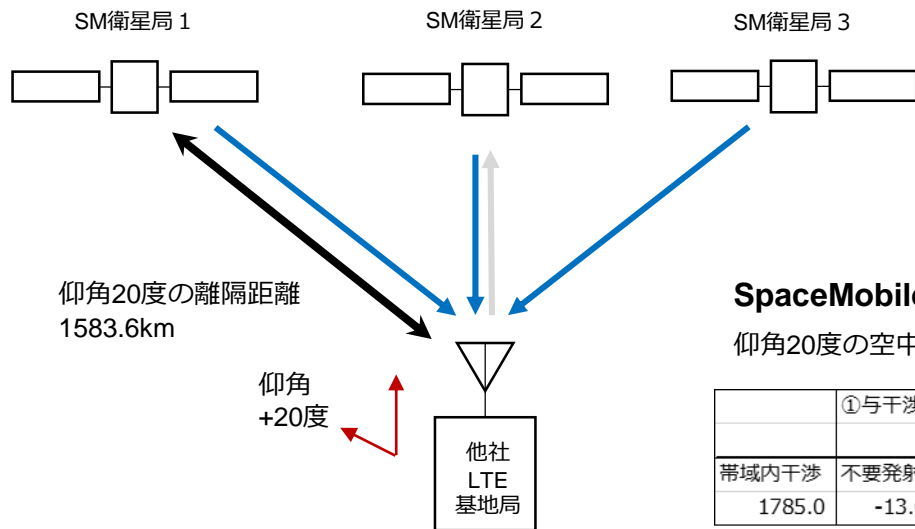 SM衛星局 1
SM衛星局 2
SM衛星局 3
仰角20度の離隔距離
1583.6km
仰角
+20度
他社
LTE
基地局
SpaceMobile
仰角20度の空中
①与干渉
帯域内干渉 不要発射
1785.0 -13.